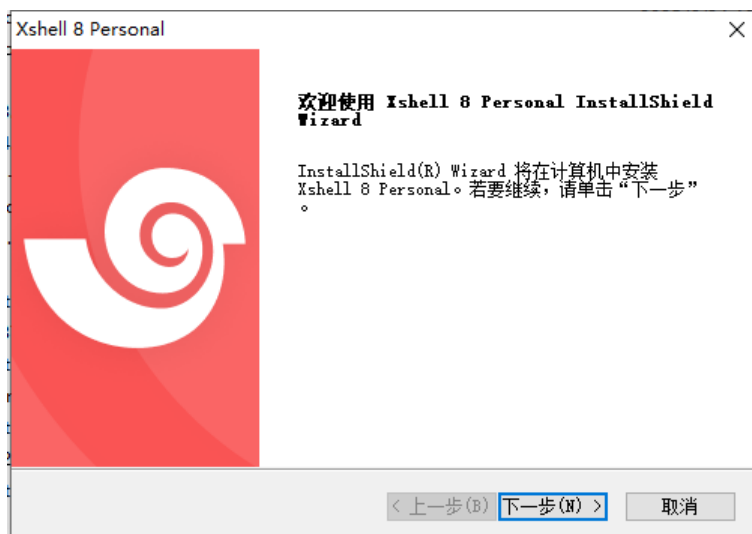 Xshell 8 Personal
欢迎使用 Xshell 8 Personal InstallShield
Wizard
InstallShield(R) Wizard 将在计算机中安装
Xshell 8 Personal。若要继续，请单击“下一步”
。
< 上一步(B)
下一步(N) >
取消